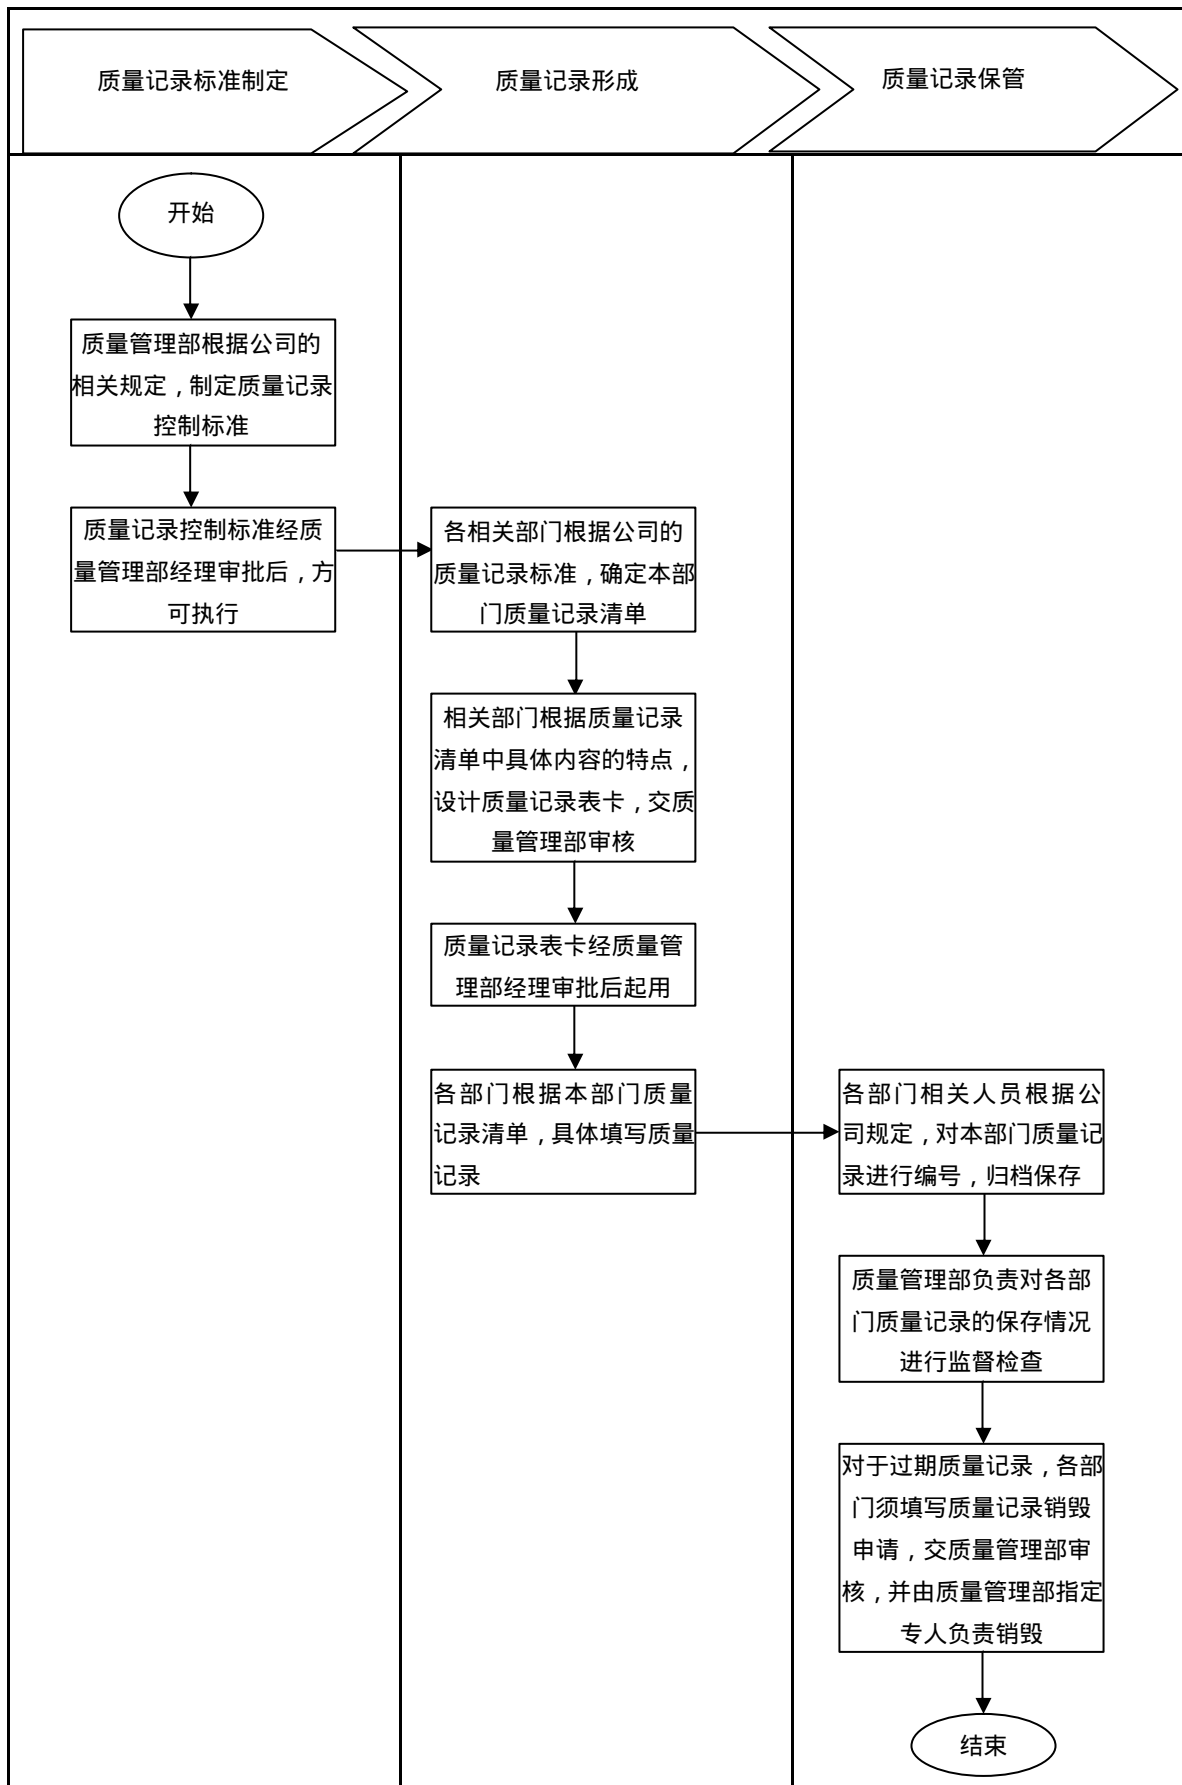 质量记录标准制定
质量记录形成
质量记录保管
开始
质量管理部根据公司的
相关规定，制定质量记录
控制标准
质量记录控制标准经质
量管理部经理审批后，方
可执行
各相关部门根据公司的
质量记录标准，确定本部
门质量记录清单
相关部门根据质量记录
清单中具体内容的特点，
设计质量记录表卡，交质
量管理部审核
质量记录表卡经质量管
理部经理审批后起用
各部门根据本部门质量
记录清单，具体填写质量
记录
各部门相关人员根据公
司规定，对本部门质量记
录进行编号，归档保存
质量管理部负责对各部
门质量记录的保存情况
进行监督检查
对于过期质量记录，各部
门须填写质量记录销毁
申请，交质量管理部审
核，并由质量管理部指定
专人负责销毁
结束